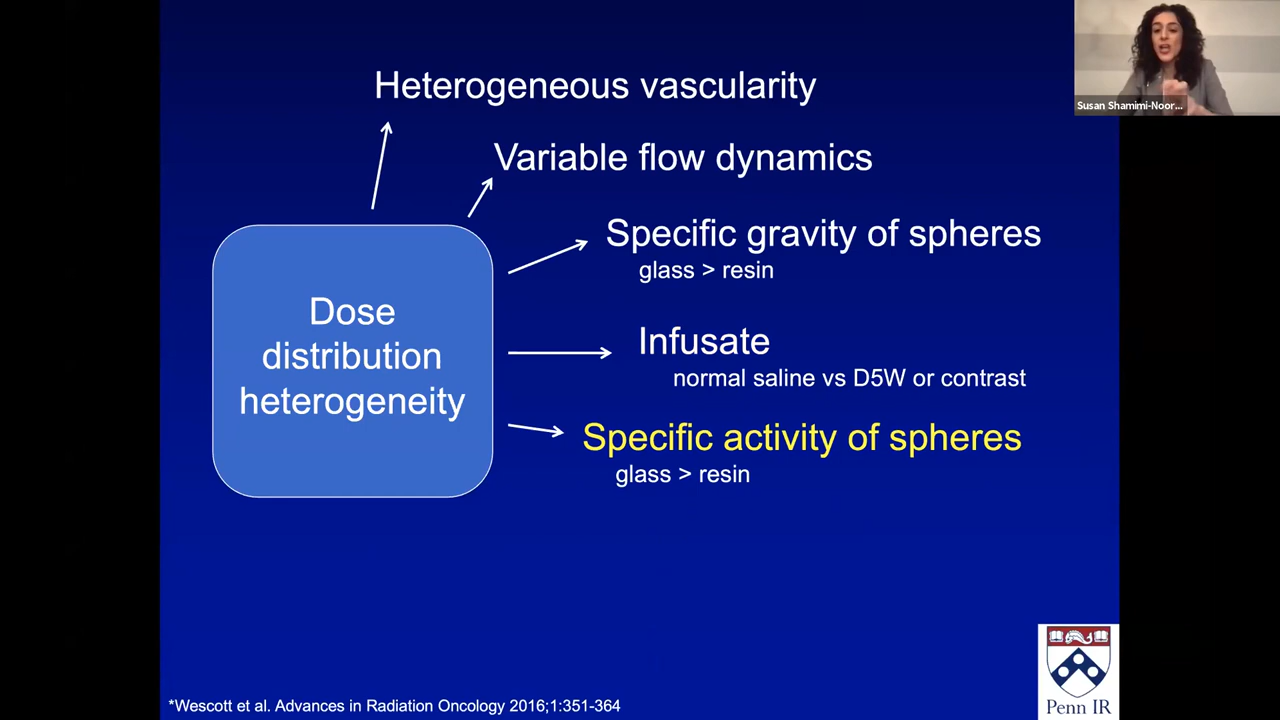 Heterogeneous vascularity
Susan Shamimi-Noor...
Variable flow dynamics
Specific gravity of spheres
glass > resin
Dose
distribution
heterogeneity
Infusate
normal saline vs D5W or contrast
Specific activity of spheres
glass > resin
Penn IR
*Wescott et al. Advances in Radiation Oncology 2016;1:351-364